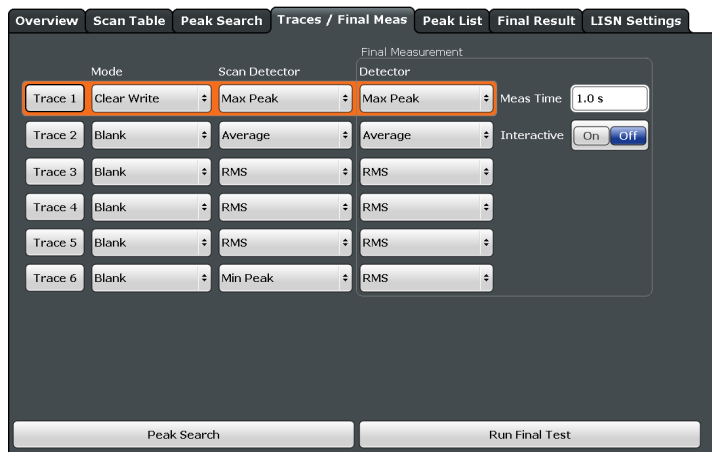 Overview Scan Table Peak Search Traces / Final Meas Peak List Final Result LISN Settings
Final Measurement
Mode Scan Detector Detector
Trace 1 Clear Write Max Peak Max Peak Meas Time 1.0 s
Trace 2 Blank Average Average Interactive On Off
Trace 3 Blank RMS RMS
Trace 4 Blank RMS RMS
Trace 5 Blank RMS RMS
Trace 6 Blank Min Peak RMS
Peak Search Run Final Test